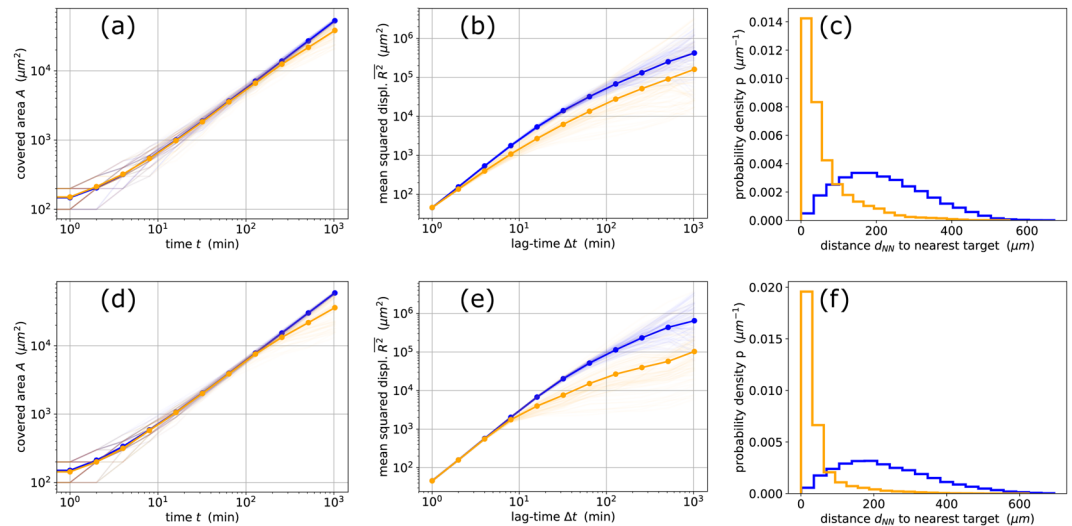 (a)
covered area A (μm²)
10⁴
10³
10²
10⁰ 10¹ 10² 10³
time t (min)
(b)
mean squared displ. R² (μm²)
10⁶
10⁵
10⁴
10³
10²
10⁰ 10¹ 10² 10³
lag-time Δt (min)
(c)
probability density p (μm⁻¹)
0.014
0.012
0.010
0.008
0.006
0.004
0.002
0.000
0 200 400 600
distance d_NN to nearest target (μm)
(d)
covered area A (μm²)
10⁴
10³
10²
10⁰ 10¹ 10² 10³
time t (min)
(e)
mean squared displ. R² (μm²)
10⁶
10⁵
10⁴
10³
10²
10⁰ 10¹ 10² 10³
lag-time Δt (min)
(f)
probability density p (μm⁻¹)
0.020
0.015
0.010
0.005
0.000
0 200 400 600
distance d_NN to nearest target (μm)